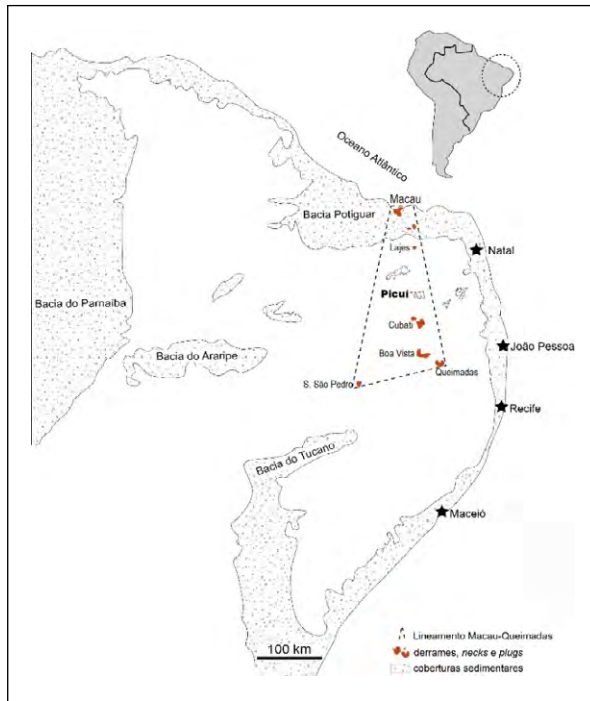 Oceano Atlântico
Macau
Bacia Potiguar
Lajes
Natal
Picuí
Bacia do Parnaíba
Cubati
João Pessoa
Bacia do Araripe
Boa Vista
Queimadas
S. São Pedro
Recife
Bacia do Tucano
Maceió
100 km
Lineamento Macau-Queimadas
derrames, necks e plugs
coberturas sedimentares